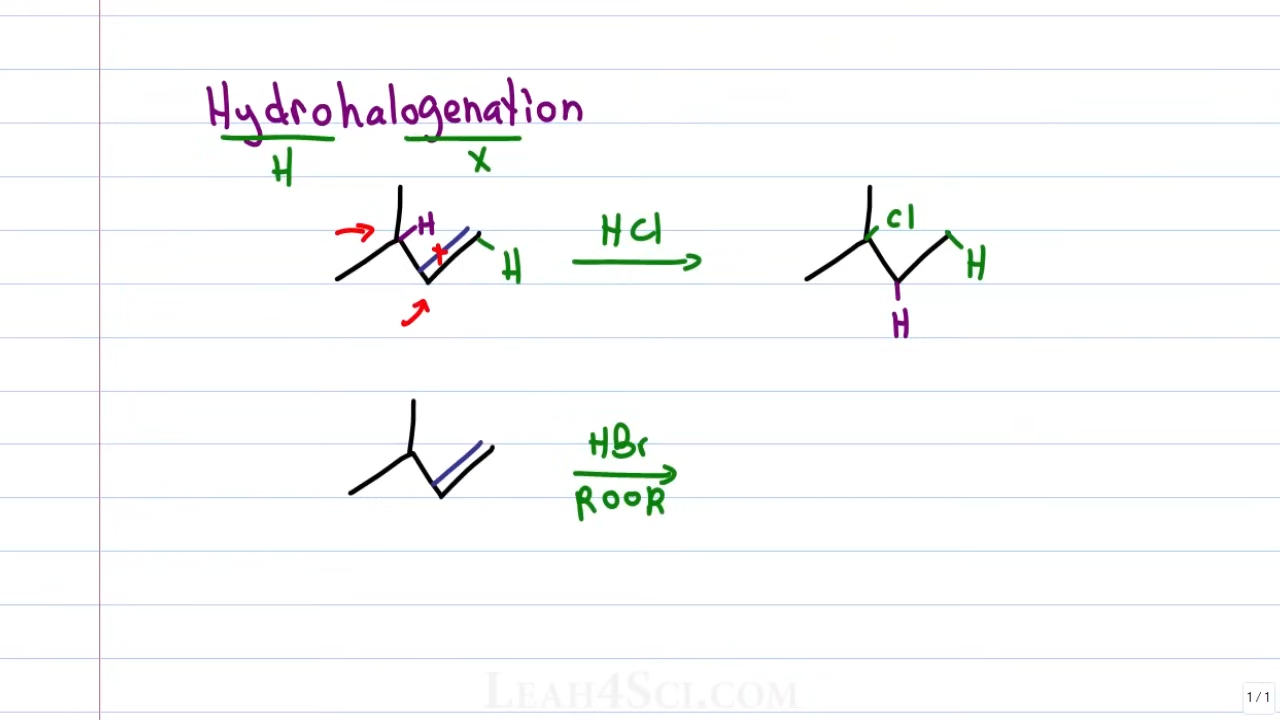 Hydrohalogenation
H X
H H
HCl
Cl H H
HBr
ROOR
LEAH4SCI.COM
1 / 1